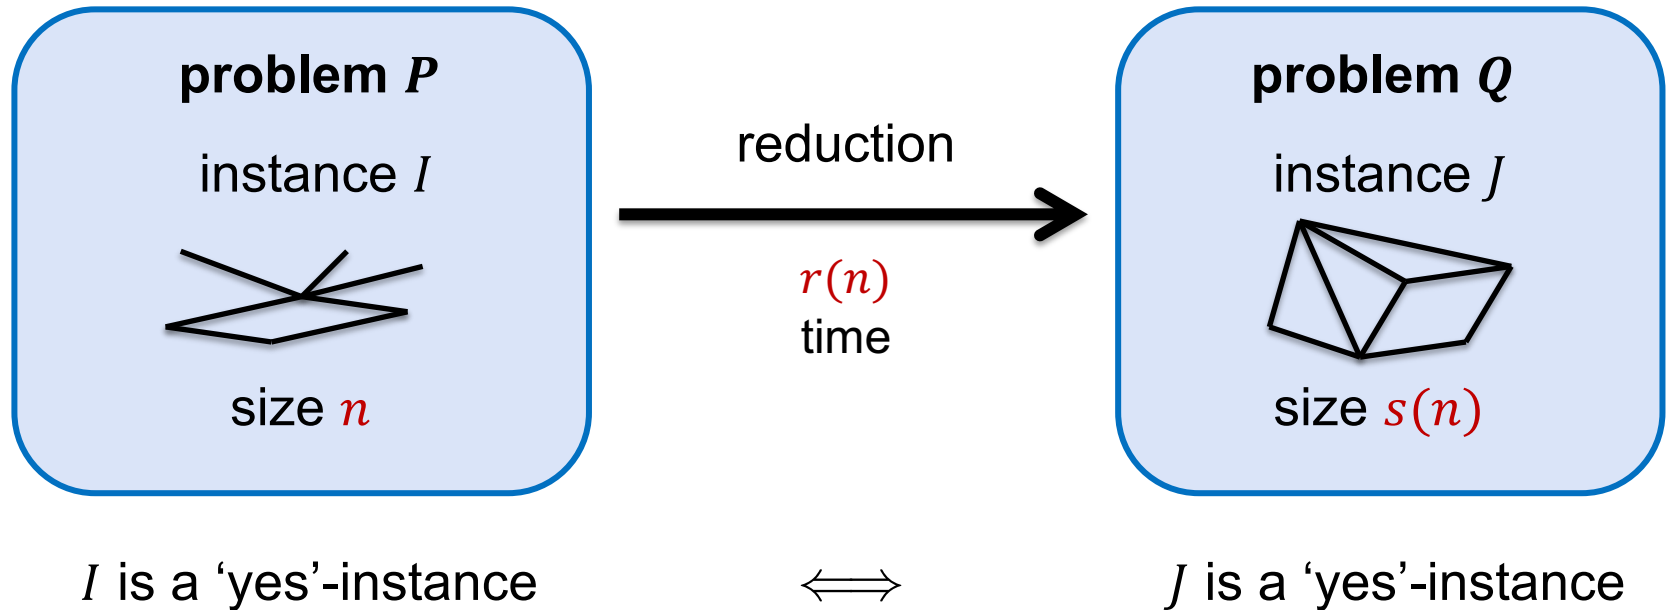 problem P
instance I
size n
reduction
r(n)
time
problem Q
instance J
size s(n)
I is a ‘yes’-instance ⟺ J is a ‘yes’-instance